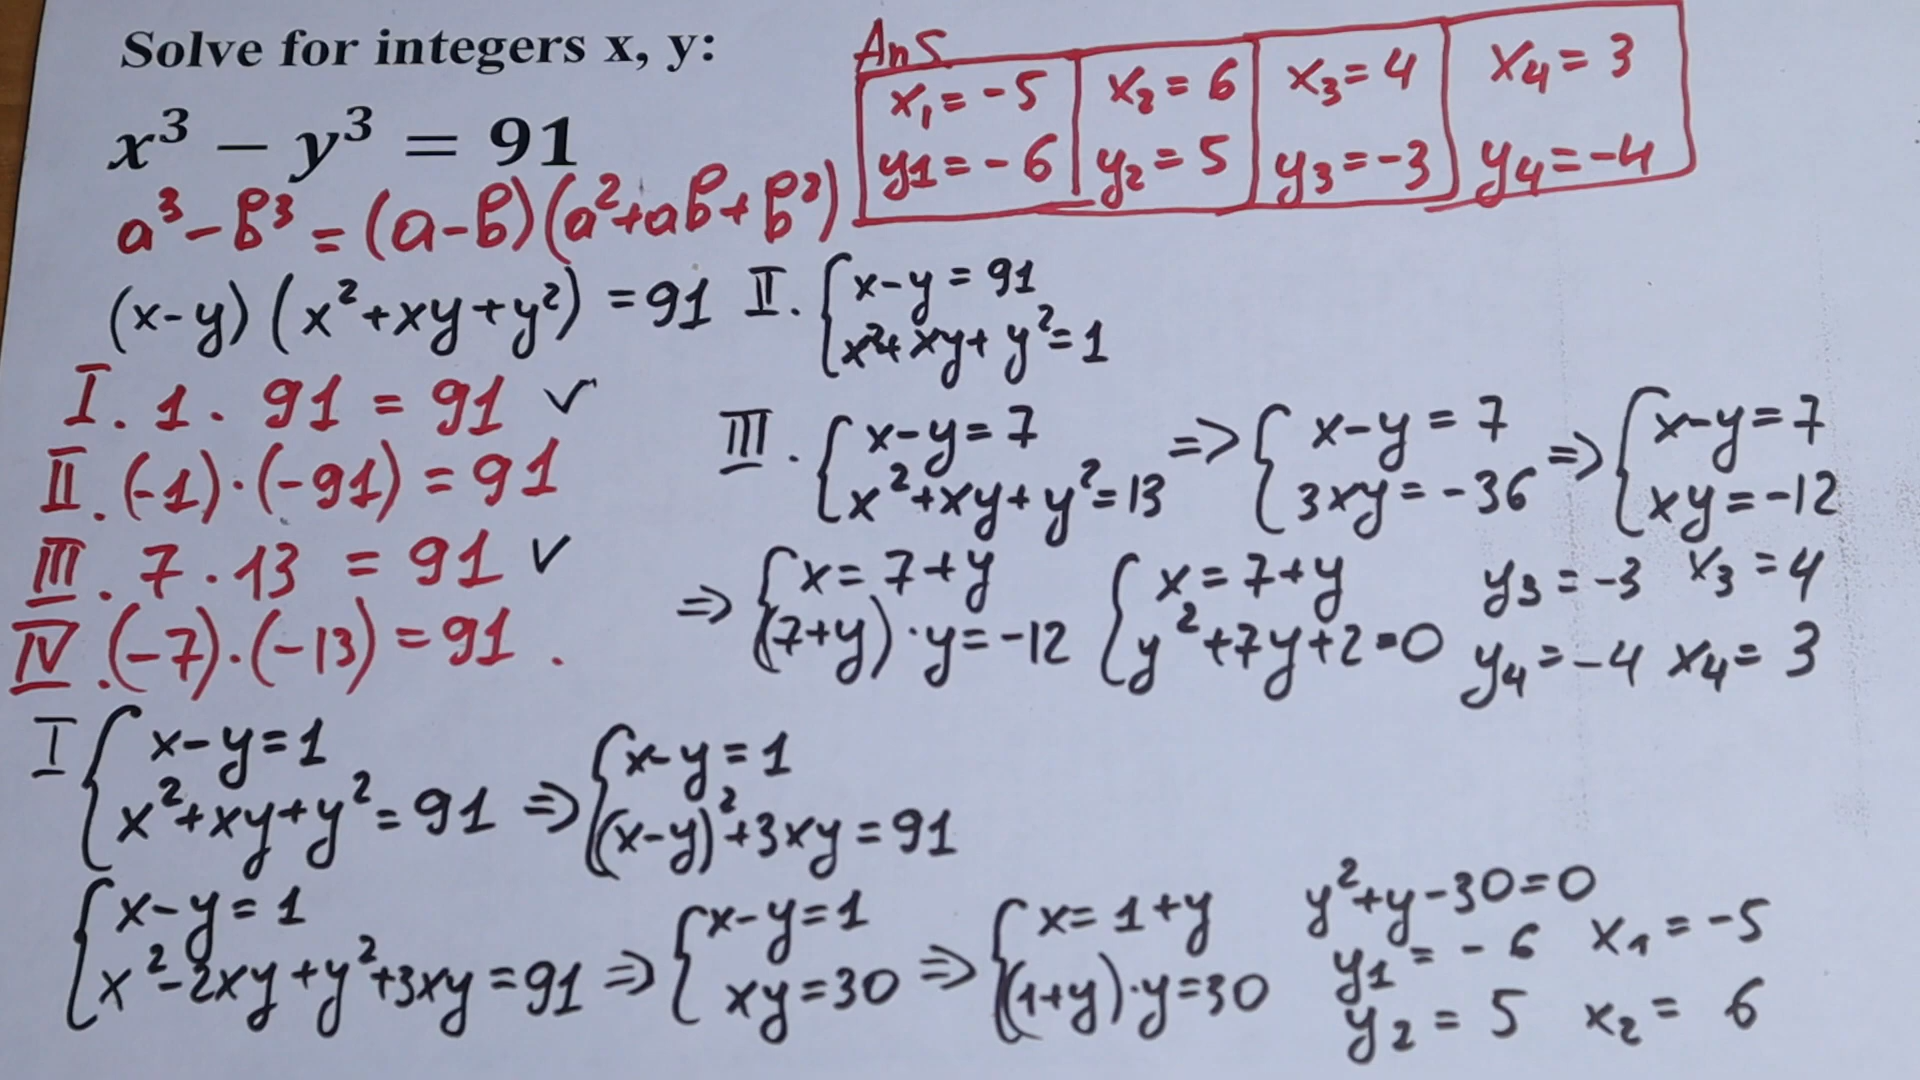 Solve for integers x, y:
x³ − y³ = 91
a³ - b³ = (a-b)(a²+ab+b²)
(x-y)(x²+xy+y²) = 91
I. 1 · 91 = 91 ✓
II. (-1)·(-91) = 91
III. 7 · 13 = 91 ✓
IV. (-7)·(-13) = 91.
Ans
x₁ = -5
y1 = -6
x₂ = 6
y₂ = 5
x₃ = 4
y₃ = -3
x₄ = 3
y₄ = -4
II. { x-y = 91
x²+xy+y² = 1
III. { x-y = 7
x²+xy+y² = 13
=> { x-y = 7
3xy = -36
=> { x-y = 7
xy = -12
=> { x = 7+y
(7+y)·y = -12
{ x = 7+y
y²+7y+2=0
y₃ = -3 x₃ = 4
y₄ = -4 x₄ = 3
I { x-y = 1
x²+xy+y² = 91
=> { x-y = 1
(x-y)²+3xy = 91
{ x-y = 1
x²-2xy+y²+3xy = 91
=> { x-y = 1
xy = 30
=> { x = 1+y
(1+y)·y = 30
y²+y-30=0
y₁ = -6 x₁ = -5
y₂ = 5 x₂ = 6